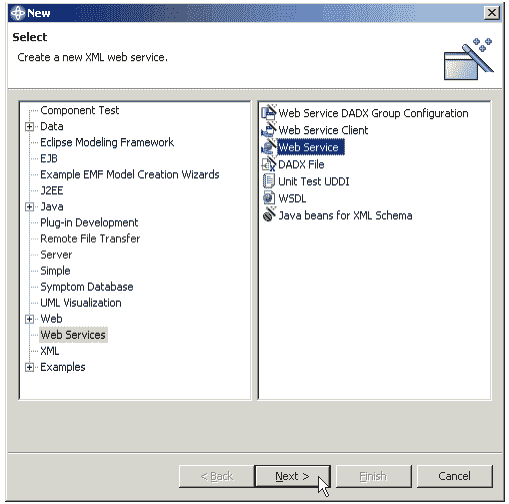 New
Select
Create a new XML web service.
Component Test
Data
Eclipse Modeling Framework
EJB
Example EMF Model Creation Wizards
J2EE
Java
Plug-in Development
Remote File Transfer
Server
Simple
Symptom Database
UML Visualization
Web
Web Services
XML
Examples
Web Service DADX Group Configuration
Web Service Client
Web Service
DADX File
Unit Test UDDI
WSDL
Java beans for XML Schema
< Back
Next >
Finish
Cancel